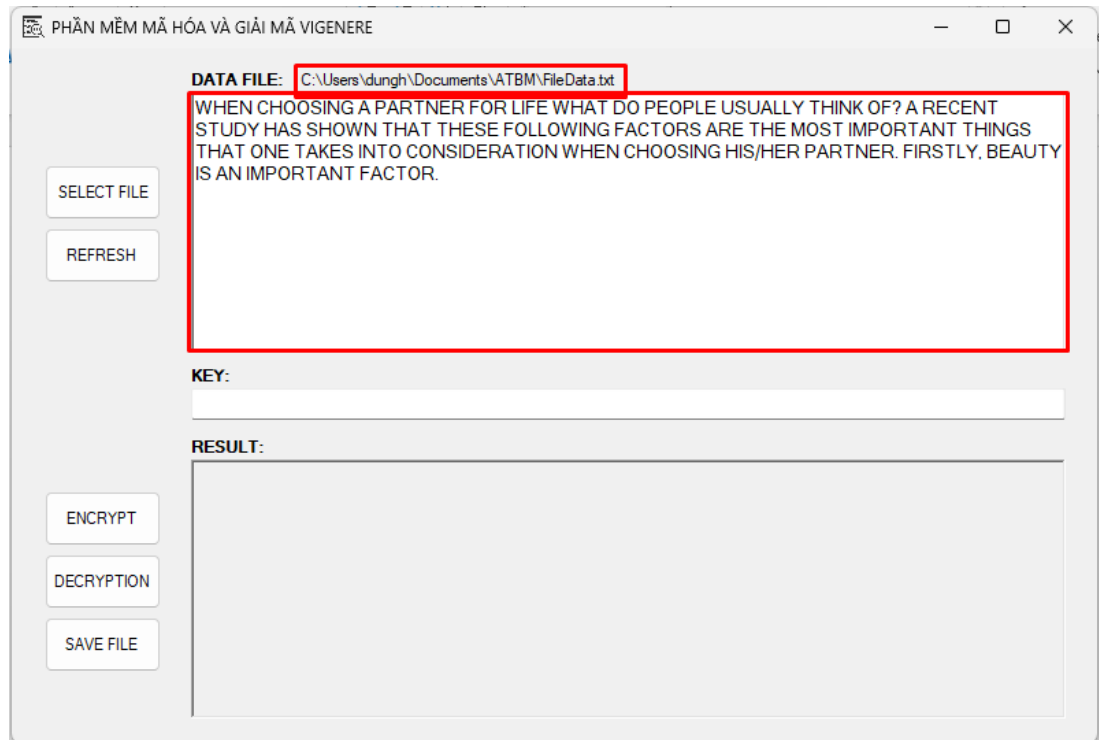 PHẦN MỀM MÃ HÓA VÀ GIẢI MÃ VIGENERE
DATA FILE: C:\Users\dungh\Documents\ATBM\FileData.txt
WHEN CHOOSING A PARTNER FOR LIFE WHAT DO PEOPLE USUALLY THINK OF? A RECENT
STUDY HAS SHOWN THAT THESE FOLLOWING FACTORS ARE THE MOST IMPORTANT THINGS
THAT ONE TAKES INTO CONSIDERATION WHEN CHOOSING HIS/HER PARTNER. FIRSTLY, BEAUTY
IS AN IMPORTANT FACTOR.
SELECT FILE
REFRESH
KEY:
RESULT:
ENCRYPT
DECRYPTION
SAVE FILE